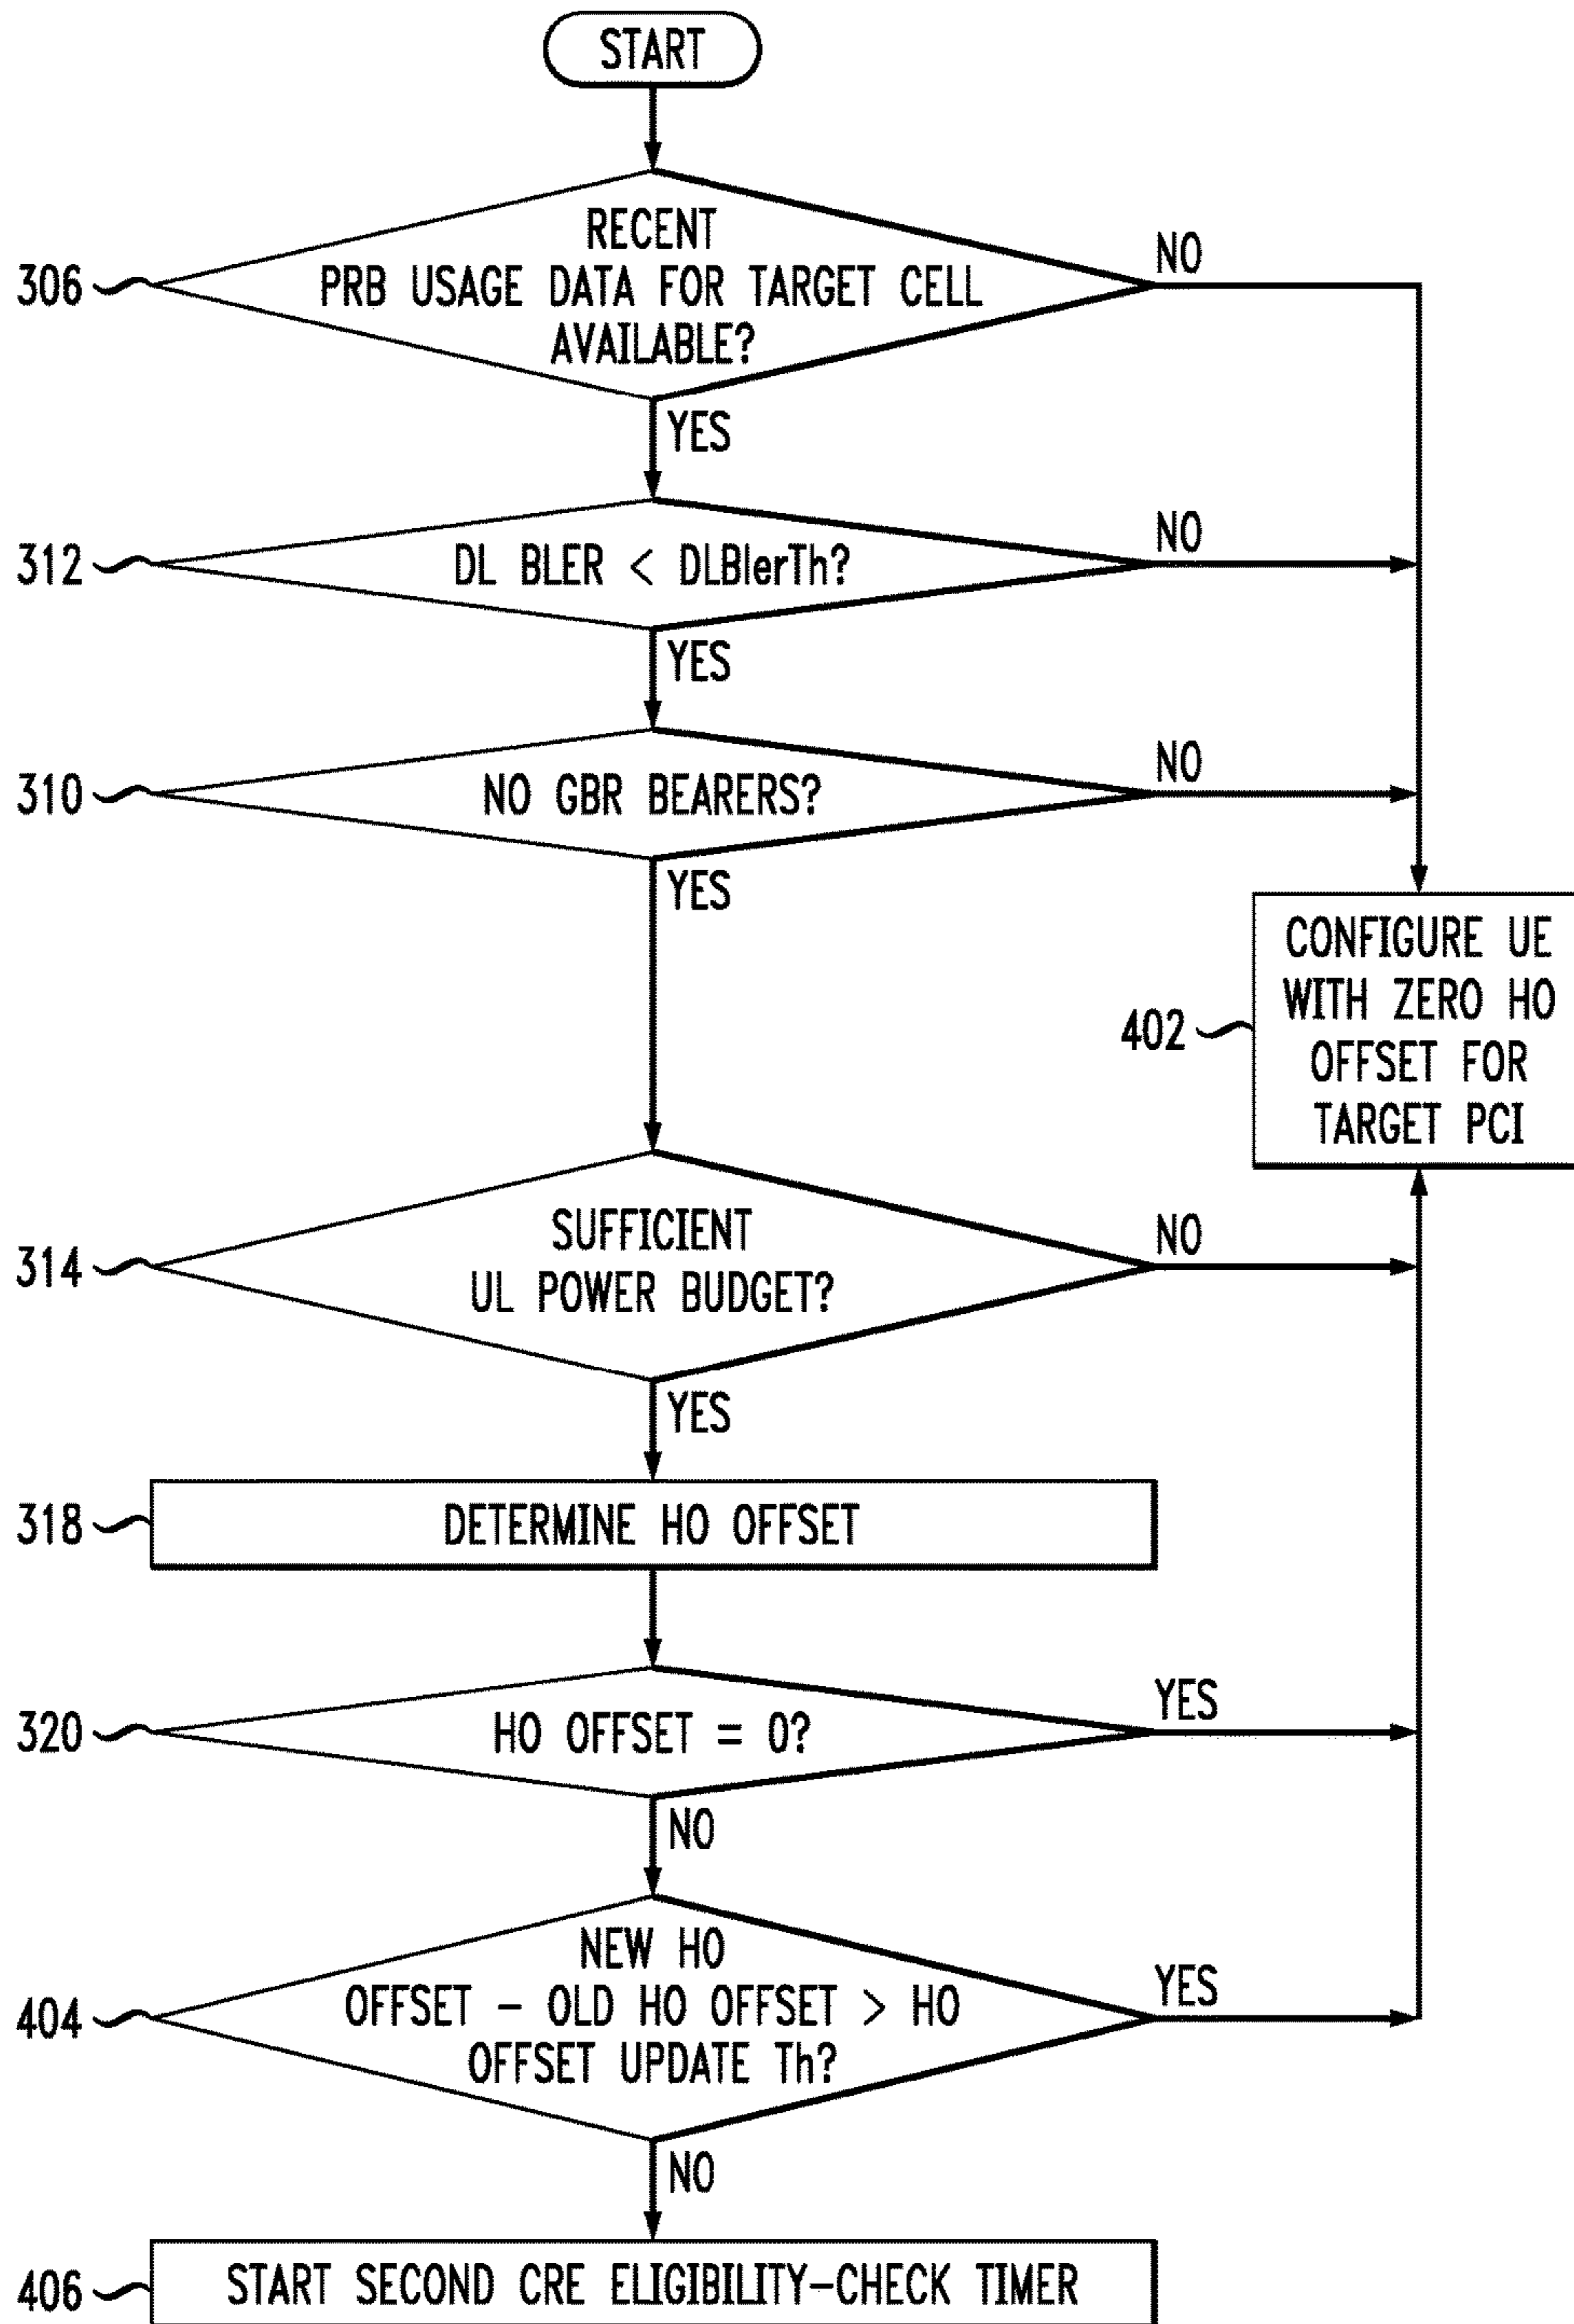 START
RECENT
PRB USAGE DATA FOR TARGET CELL
AVAILABLE?
306
NO
YES
DL BLER < DLBlerTh?
312
NO
YES
NO GBR BEARERS?
310
NO
YES
CONFIGURE UE
WITH ZERO HO
OFFSET FOR
TARGET PCI
402
SUFFICIENT
UL POWER BUDGET?
314
NO
YES
318
DETERMINE HO OFFSET
320
HO OFFSET = 0?
YES
NO
NEW HO
OFFSET - OLD HO OFFSET > HO
OFFSET UPDATE Th?
404
YES
NO
406
START SECOND CRE ELIGIBILITY-CHECK TIMER